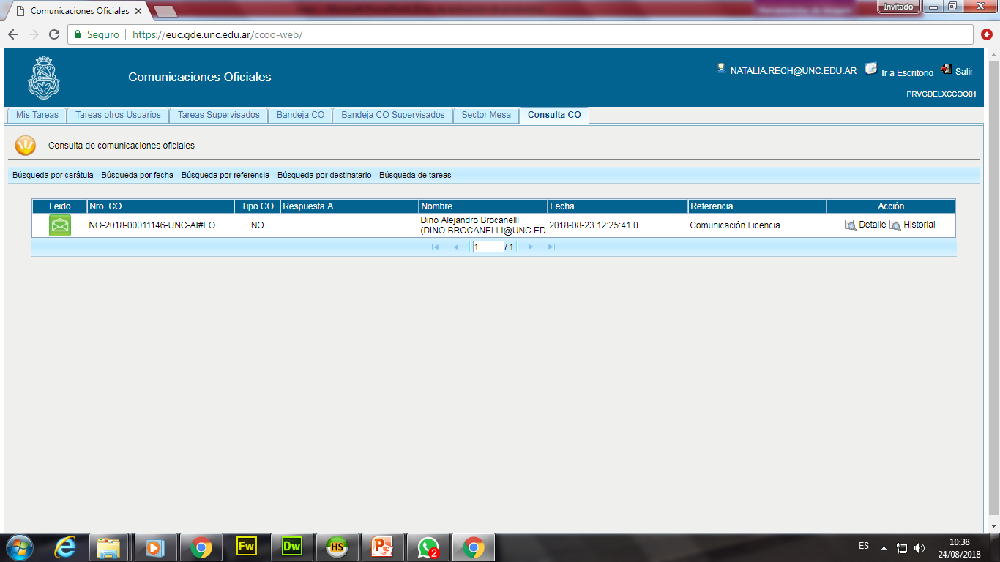 Comunicaciones Oficiales
Invitado
Seguro https://euc.gde.unc.edu.ar/ccoo-web/
Comunicaciones Oficiales
NATALIA.RECH@UNC.EDU.AR Ir a Escritorio Salir
PRVGDELXCCOO01
Mis Tareas Tareas otros Usuarios Tareas Supervisados Bandeja CO Bandeja CO Supervisados Sector Mesa Consulta CO
Consulta de comunicaciones oficiales
Búsqueda por carátula Búsqueda por fecha Búsqueda por referencia Búsqueda por destinatario Búsqueda de tareas
Leido Nro. CO Tipo CO Respuesta A Nombre Fecha Referencia Acción
NO-2018-00011146-UNC-AI#FO NO Dino Alejandro Brocanelli 2018-08-23 12:25:41.0 Comunicación Licencia Detalle Historial
(DINO.BROCANELLI@UNC.ED
1 / 1
Fw Dw HS P 2
ES 10:38
24/08/2018